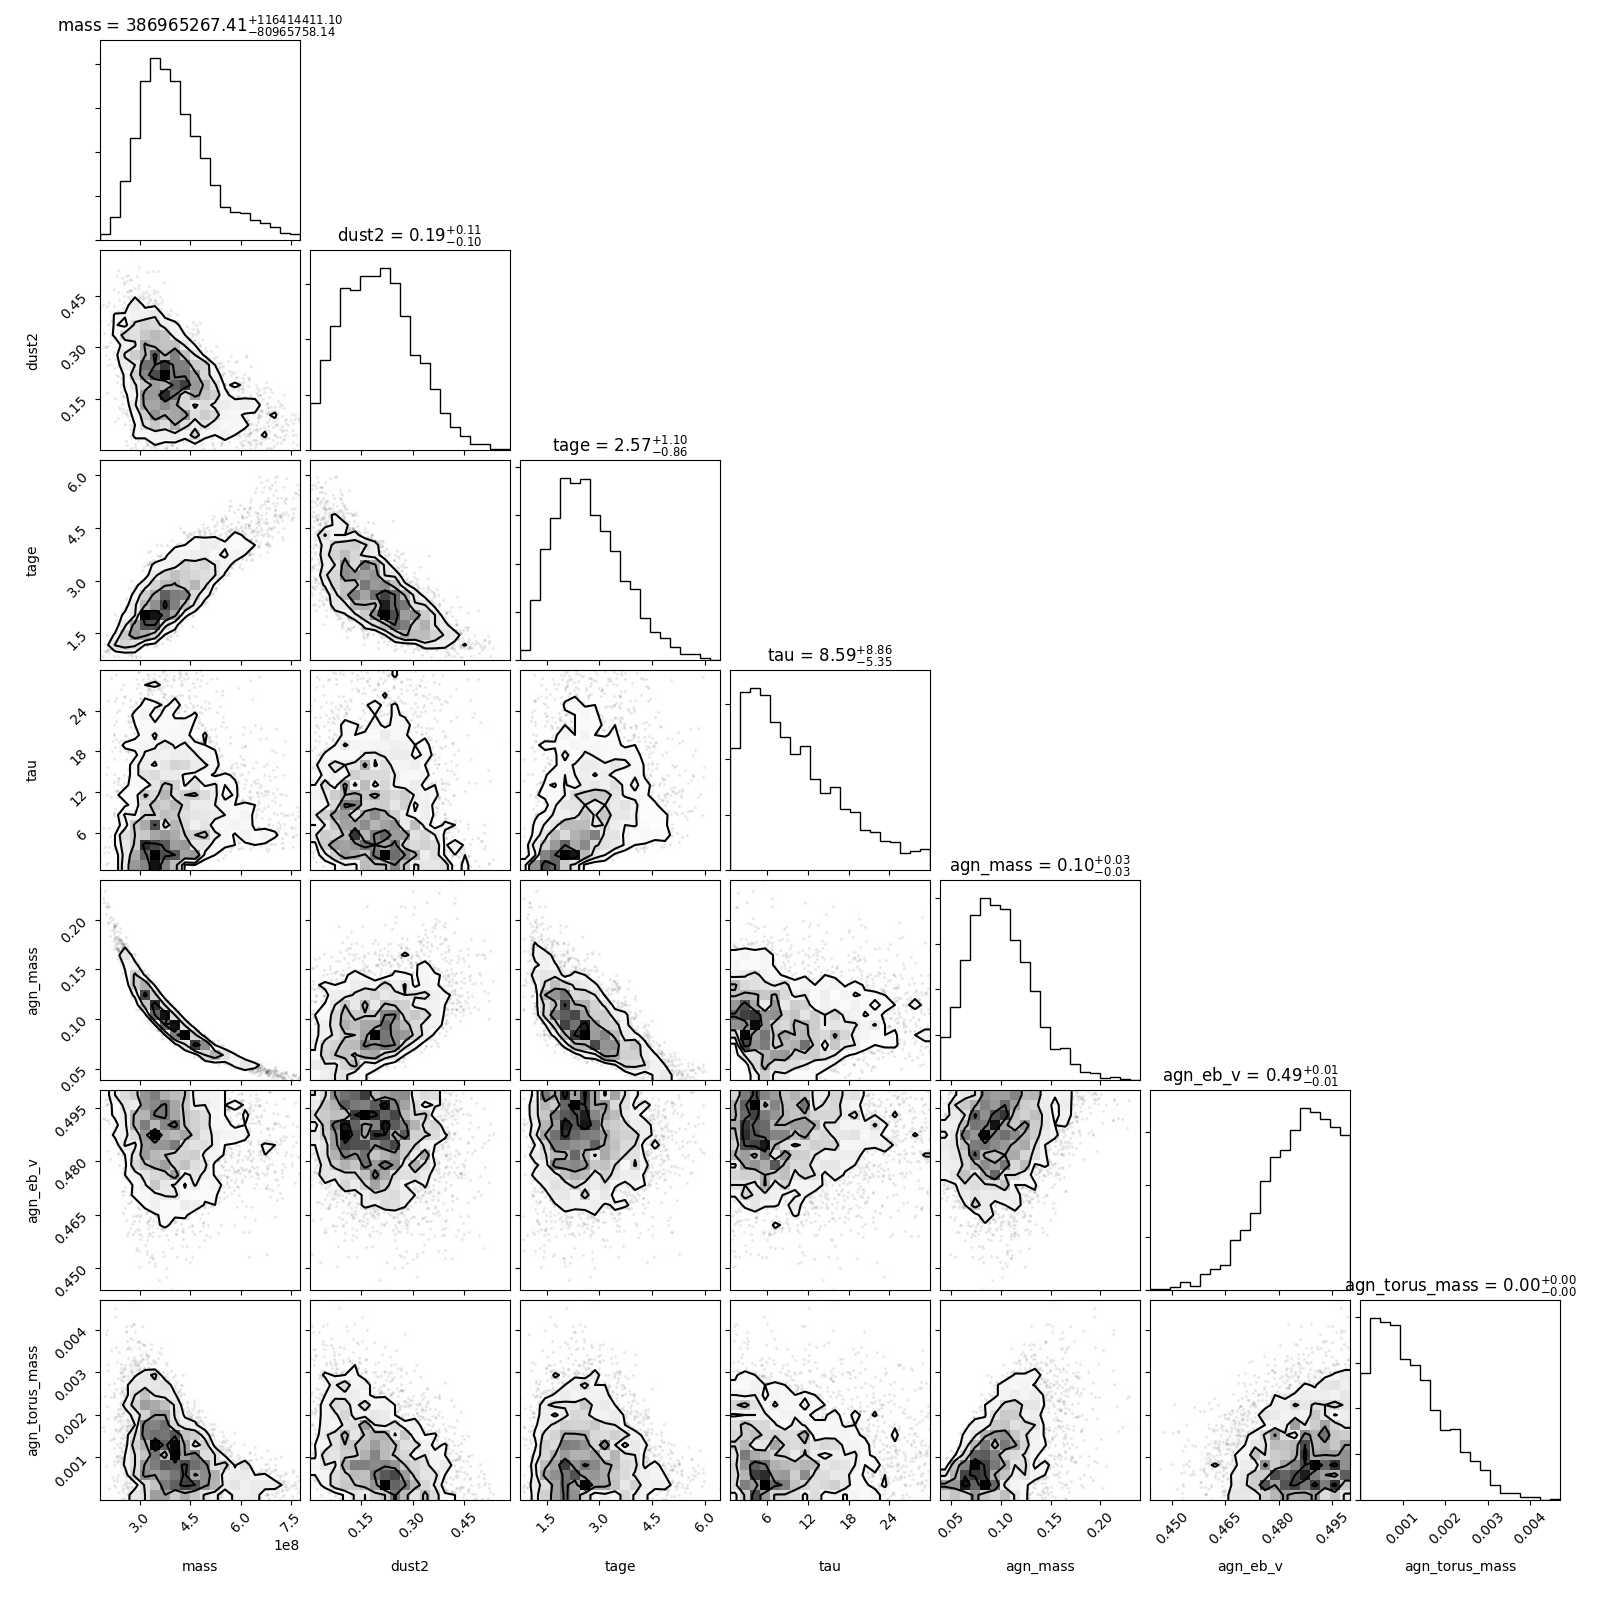 mass = 386965267.41+116414411.10 −80965758.14
dust2 = 0.19+0.11 −0.10
0.45
0.30
0.15
dust2
tage = 2.57+1.10 −0.86
6.0
4.5
3.0
1.5
tage
tau = 8.59+8.86 −5.35
24
18
12
6
tau
agn_mass = 0.10+0.03 −0.03
0.20
0.15
0.10
0.05
agn_mass
agn_eb_v = 0.49+0.01 −0.01
0.495
0.480
0.465
0.450
agn_eb_v
agn_torus_mass = 0.00+0.00 −0.00
0.004
0.003
0.002
0.001
agn_torus_mass
3.0 4.5 6.0 7.5 0.15 0.30 0.45 1.5 3.0 4.5 6.0 6 12 18 24 0.05 0.10 0.15 0.20 0.450 0.465 0.480 0.495 0.001 0.002 0.003 0.004
1e8
mass dust2 tage tau agn_mass agn_eb_v agn_torus_mass